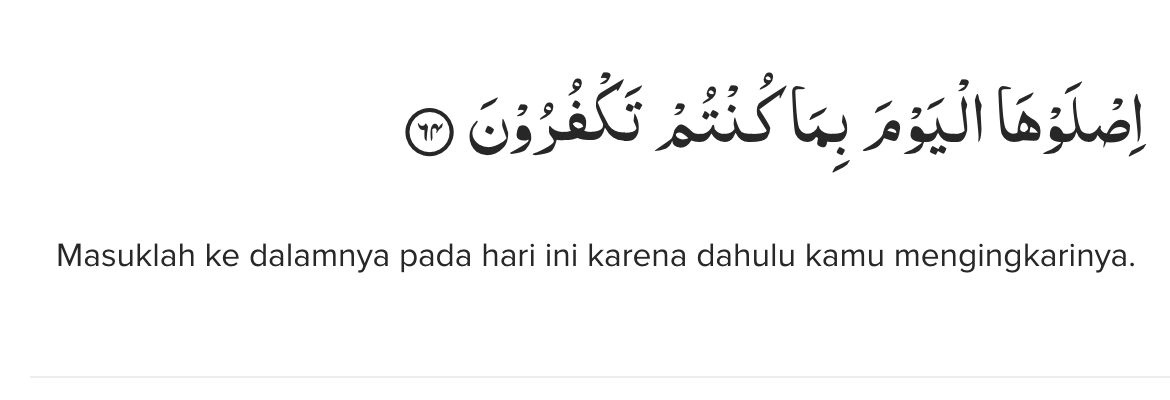 اِصْلَوْهَا الْيَوْمَ بِمَا كُنْتُمْ تَكْفُرُوْنَ ٦٤
Masuklah ke dalamnya pada hari ini karena dahulu kamu mengingkarinya.